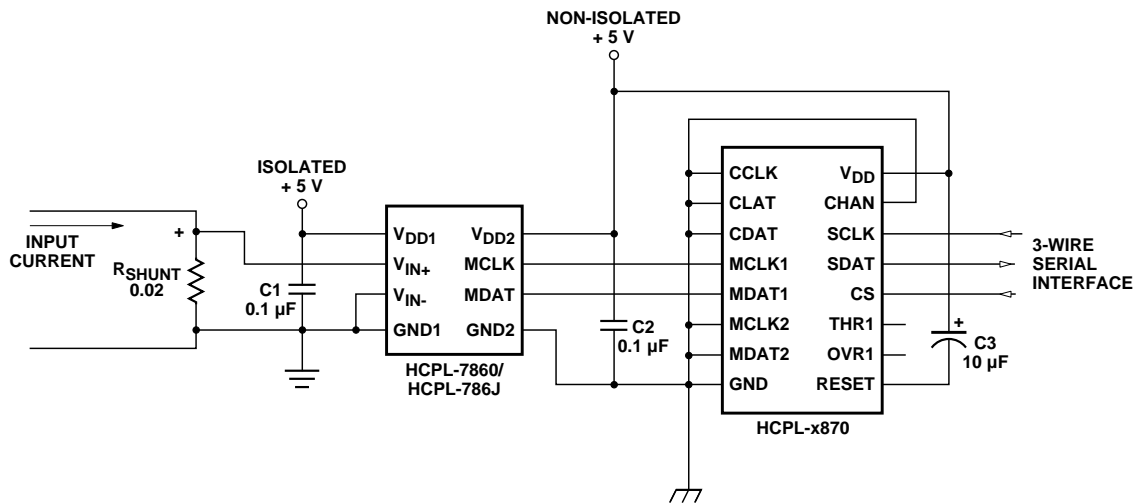 NON-ISOLATED
+ 5 V
ISOLATED
+ 5 V
INPUT
CURRENT
+
RSHUNT
0.02
C1
0.1 µF
VDD1
VIN+
VIN-
GND1
VDD2
MCLK
MDAT
GND2
HCPL-7860/
HCPL-786J
C2
0.1 µF
CCLK
CLAT
CDAT
MCLK1
MDAT1
MCLK2
MDAT2
GND
VDD
CHAN
SCLK
SDAT
CS
THR1
OVR1
RESET
HCPL-x870
3-WIRE
SERIAL
INTERFACE
+
C3
10 µF